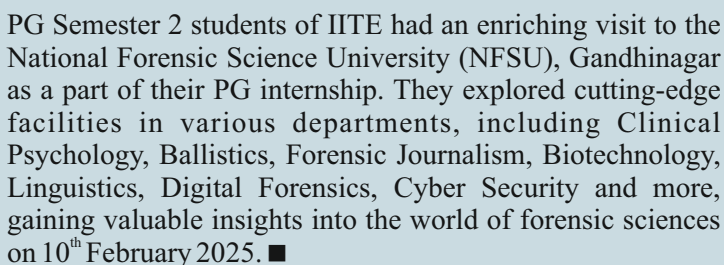 PG Semester 2 students of IITE had an enriching visit to the
National Forensic Science University (NFSU), Gandhinagar
as a part of their PG internship. They explored cutting-edge
facilities in various departments, including Clinical
Psychology, Ballistics, Forensic Journalism, Biotechnology,
Linguistics, Digital Forensics, Cyber Security and more,
gaining valuable insights into the world of forensic sciences
on 10th February 2025. ■